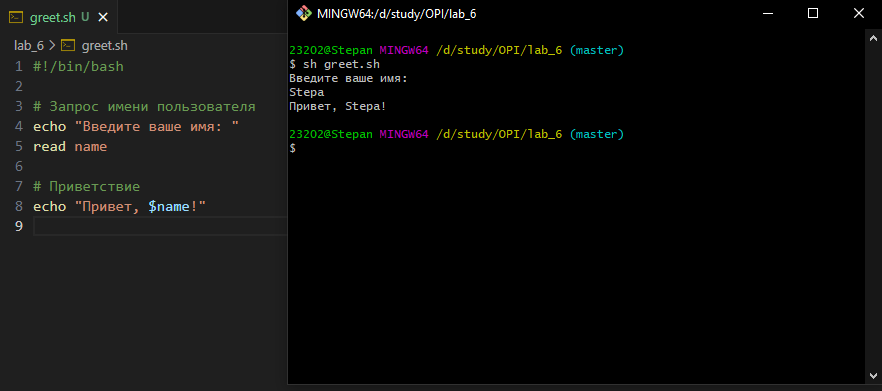 greet.sh U
lab_6 > greet.sh
1 #!/bin/bash
2
3 # Запрос имени пользователя
4 echo "Введите ваше имя: "
5 read name
6
7 # Приветствие
8 echo "Привет, $name!"
9
MINGW64:/d/study/OPI/lab_6
23202@Stepan MINGW64 /d/study/OPI/lab_6 (master)
$ sh greet.sh
Введите ваше имя:
Stepa
Привет, Stepa!
23202@Stepan MINGW64 /d/study/OPI/lab_6 (master)
$